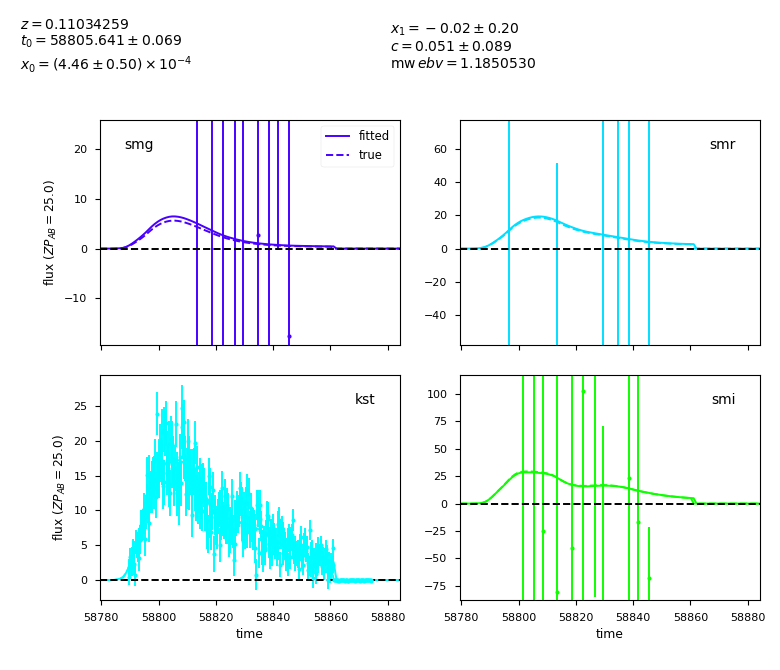 z = 0.11034259
t0 = 58805.641 ± 0.069
x0 = (4.46 ± 0.50) × 10^−4
x1 = −0.02 ± 0.20
c = 0.051 ± 0.089
mw ebv = 1.1850530
smg
fitted
true
20
10
0
−10
flux (ZP_AB = 25.0)
smr
60
40
20
0
−20
−40
kst
25
20
15
10
5
0
flux (ZP_AB = 25.0)
58780 58800 58820 58840 58860 58880
time
smi
100
75
50
25
0
−25
−50
−75
58780 58800 58820 58840 58860 58880
time